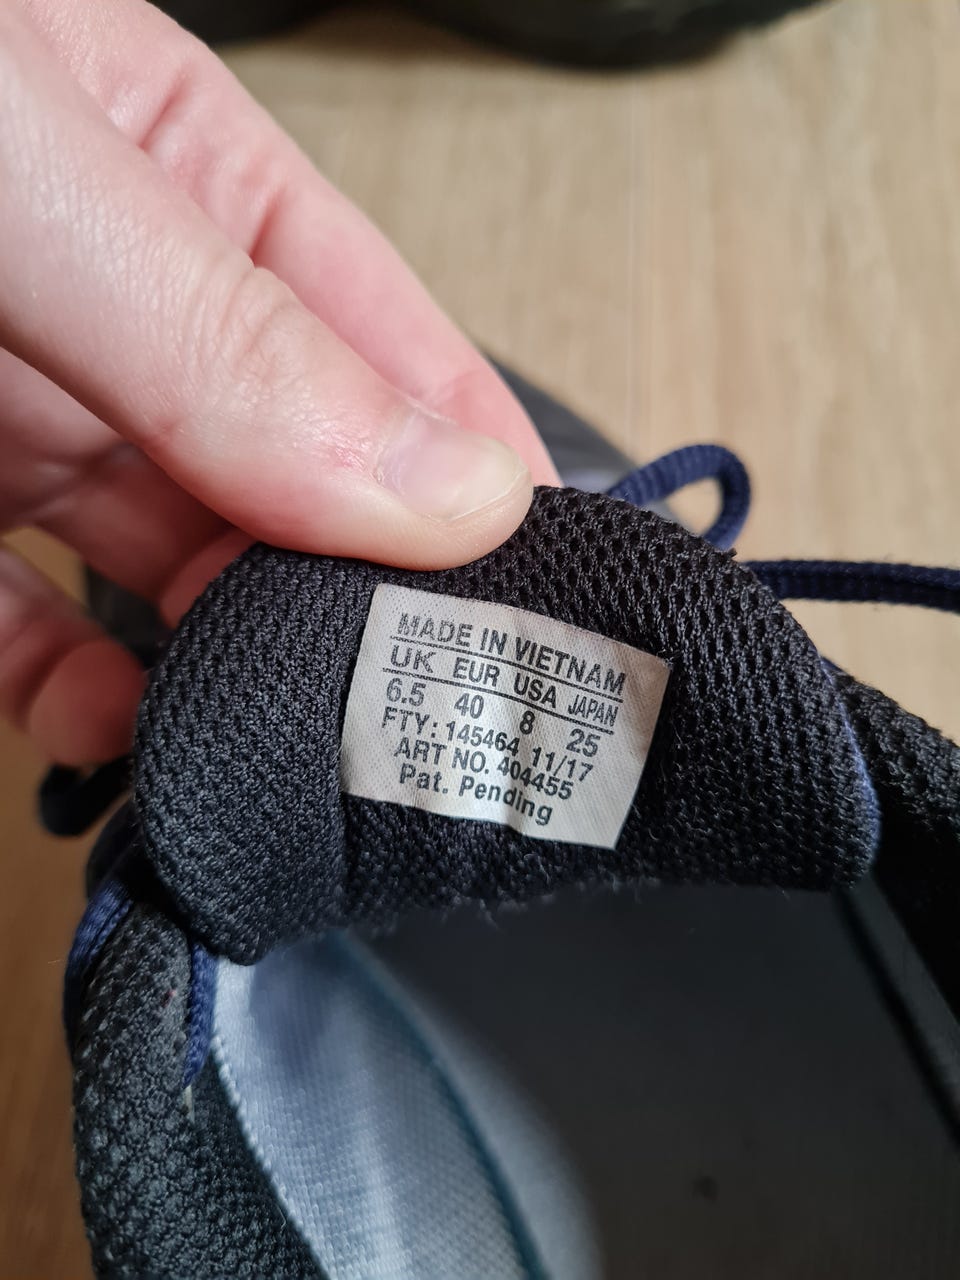 MADE IN VIETNAM
UK EUR USA JAPAN
6.5 40 8 25
FTY: 145464 11/17
ART NO. 404455
Pat. Pending